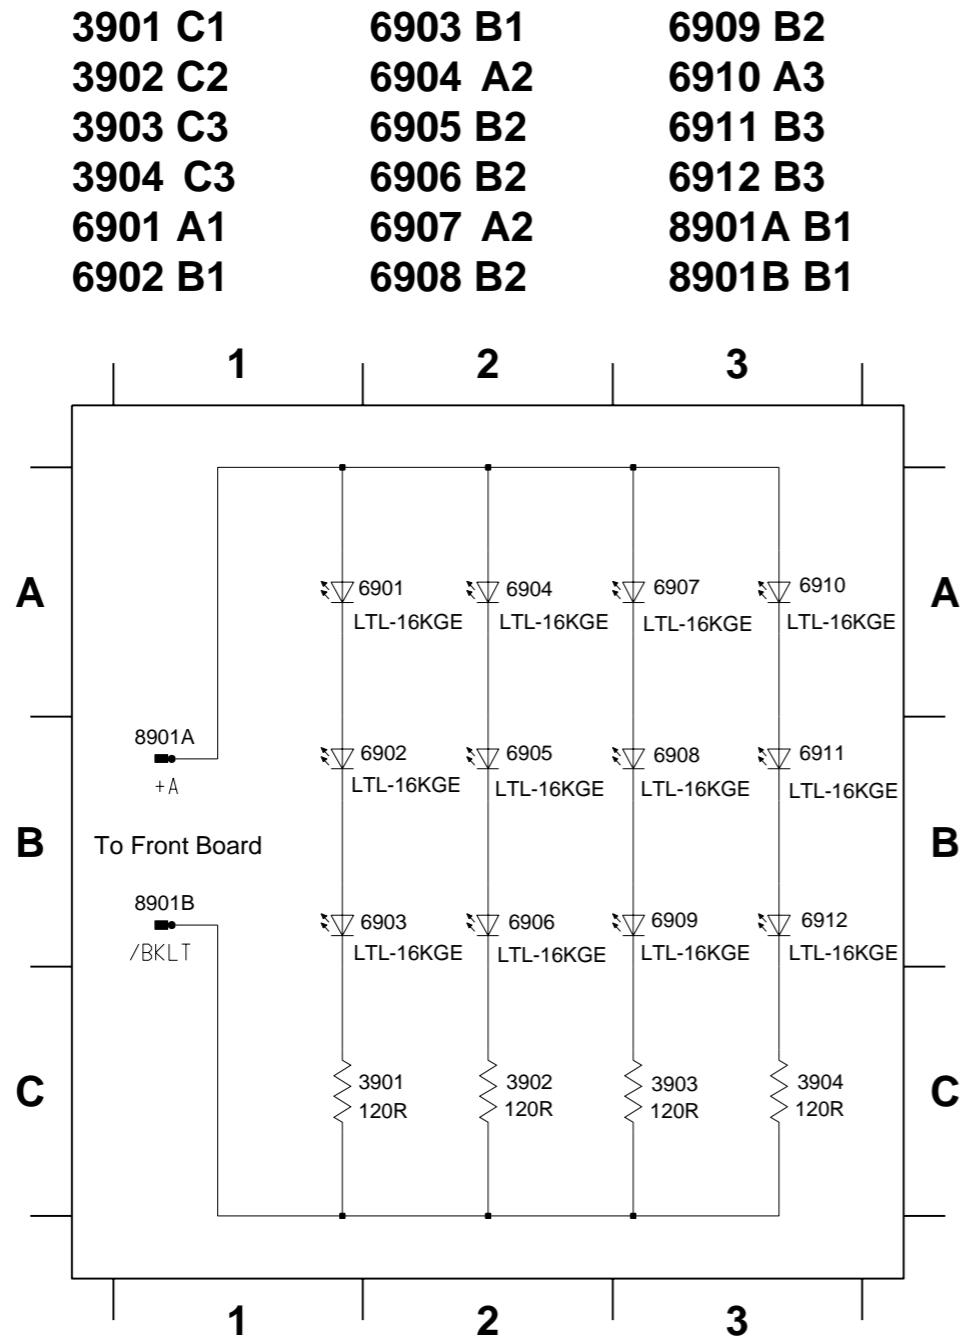 3901 C1 6903 B1 6909 B2
3902 C2 6904 A2 6910 A3
3903 C3 6905 B2 6911 B3
3904 C3 6906 B2 6912 B3
6901 A1 6907 A2 8901A B1
6902 B1 6908 B2 8901B B1
1 2 3
A 6901 6904 6907 6910 A
LTL-16KGE LTL-16KGE LTL-16KGE LTL-16KGE
8901A 6902 6905 6908 6911
+A LTL-16KGE LTL-16KGE LTL-16KGE LTL-16KGE
B To Front Board B
8901B 6903 6906 6909 6912
/BKLT LTL-16KGE LTL-16KGE LTL-16KGE LTL-16KGE
C 3901 3902 3903 3904 C
120R 120R 120R 120R
1 2 3